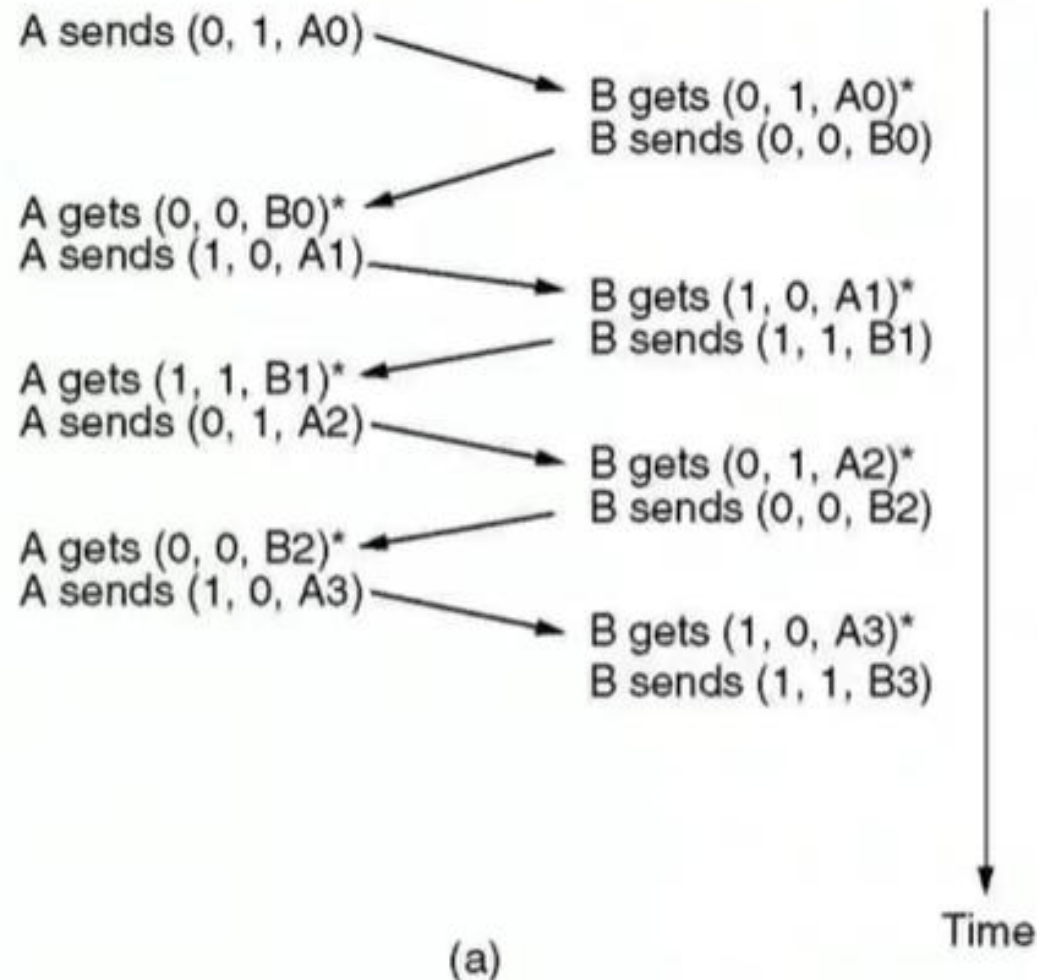 A sends (0, 1, A0)
B gets (0, 1, A0)*
B sends (0, 0, B0)
A gets (0, 0, B0)*
A sends (1, 0, A1)
B gets (1, 0, A1)*
B sends (1, 1, B1)
A gets (1, 1, B1)*
A sends (0, 1, A2)
B gets (0, 1, A2)*
B sends (0, 0, B2)
A gets (0, 0, B2)*
A sends (1, 0, A3)
B gets (1, 0, A3)*
B sends (1, 1, B3)
Time
(a)